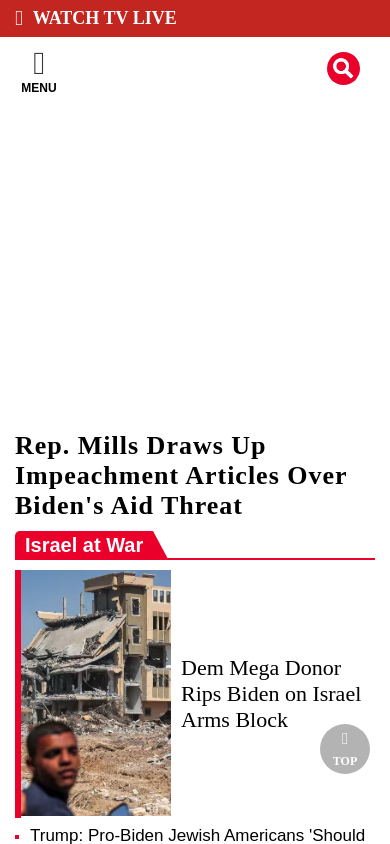 WATCH TV LIVE
MENU
Rep. Mills Draws Up
Impeachment Articles Over
Biden's Aid Threat
Israel at War
Dem Mega Donor
Rips Biden on Israel
Arms Block
TOP
Trump: Pro-Biden Jewish Americans 'Should